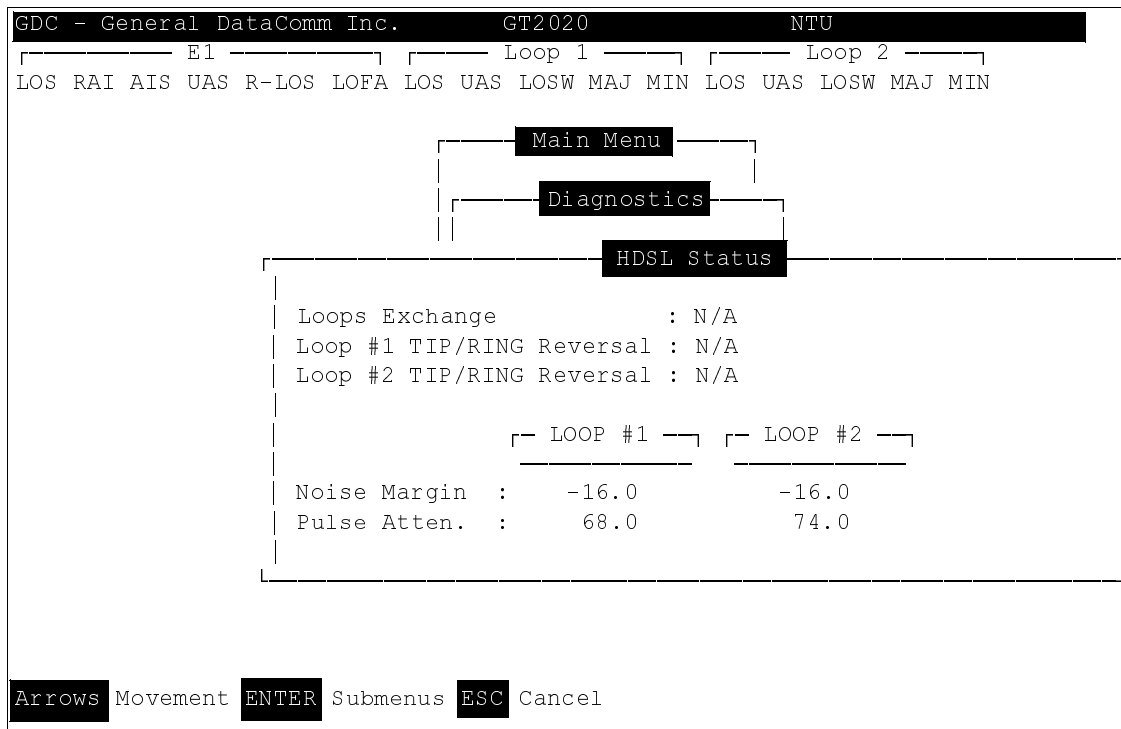 GDC - General DataComm Inc. GT2020 NTU
E1 Loop 1 Loop 2
LOS RAI AIS UAS R-LOS LOFA LOS UAS LOSW MAJ MIN LOS UAS LOSW MAJ MIN
Main Menu
Diagnostics
HDSL Status
Loops Exchange : N/A
Loop #1 TIP/RING Reversal : N/A
Loop #2 TIP/RING Reversal : N/A
LOOP #1 LOOP #2
Noise Margin : -16.0 -16.0
Pulse Atten. : 68.0 74.0
Arrows Movement ENTER Submenus ESC Cancel